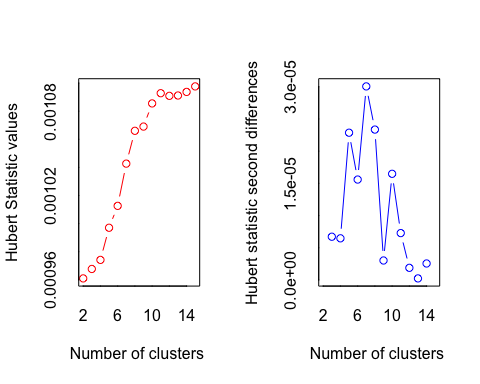 Hubert Statistic values
0.00096 0.00102 0.00108
2 6 10 14
Number of clusters
Hubert statistic second differences
0.0e+00 1.5e-05 3.0e-05
2 6 10 14
Number of clusters